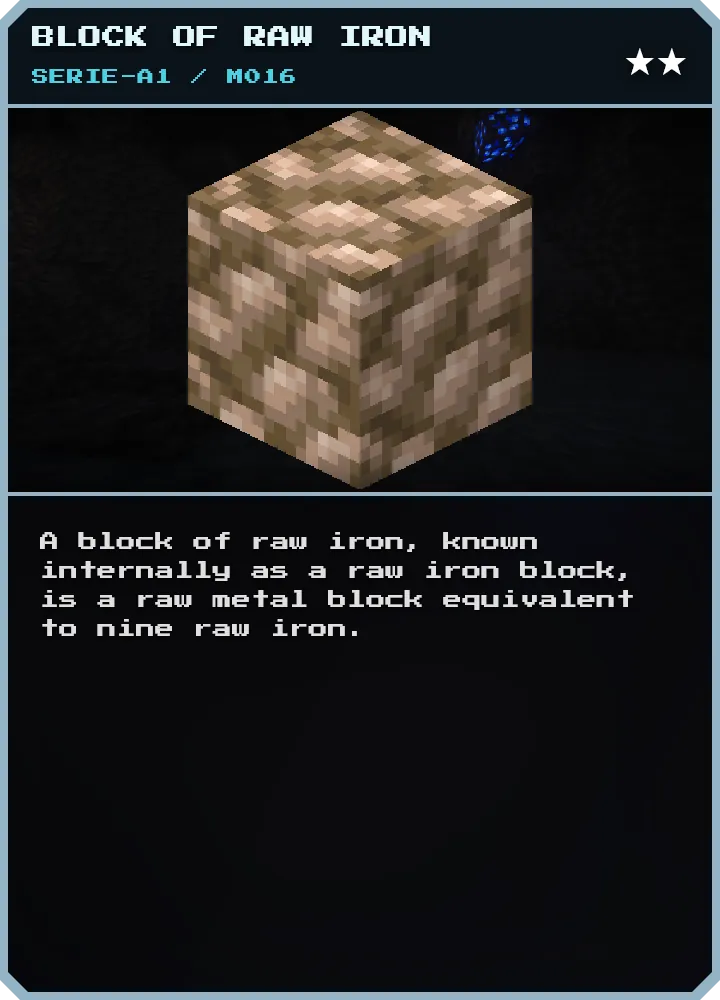 BLOCK OF RAW IRON
SERIE-A1 / M016
★★
A block of raw iron, known
internally as a raw iron block,
is a raw metal block equivalent
to nine raw iron.